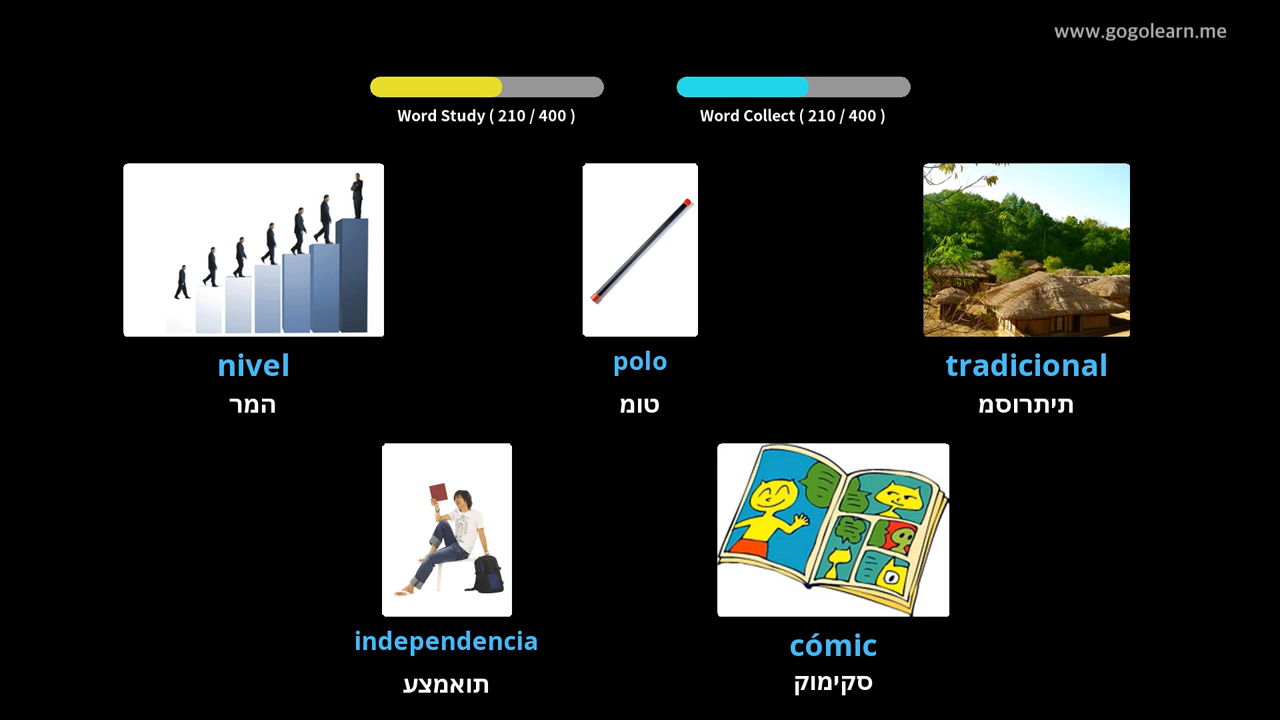 www.gogolearn.me
Word Study ( 210 / 400 )
Word Collect ( 210 / 400 )
nivel
המר
polo
טומ
tradicional
תיתרוסמ
independencia
תואמצע
cómic
סקימוק